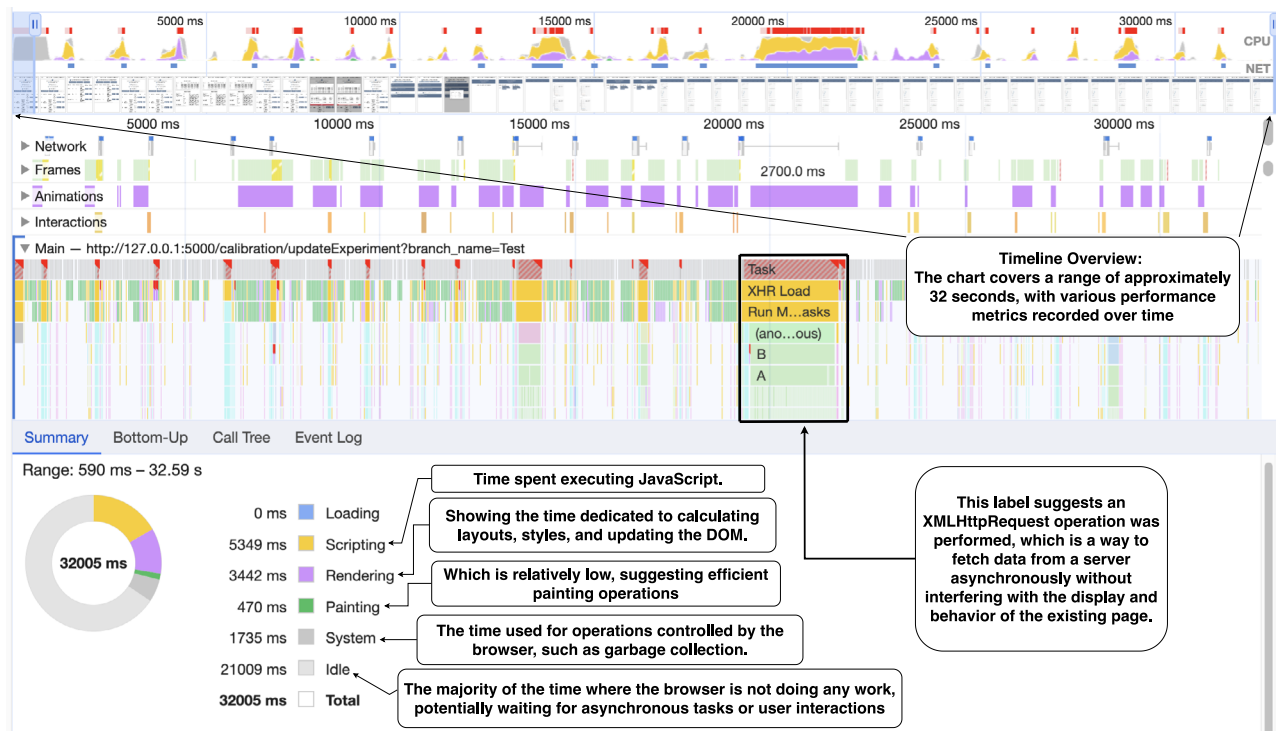 5000 ms 10000 ms 15000 ms 20000 ms 25000 ms 30000 ms
CPU
NET
5000 ms 10000 ms 15000 ms 20000 ms 25000 ms 30000 ms
Network
Frames
2700.0 ms
Animations
Interactions
Main — http://127.0.0.1:5000/calibration/updateExperiment?branch_name=Test
Task
XHR Load
Run M...asks
(ano...ous)
B
A
Timeline Overview:
The chart covers a range of approximately
32 seconds, with various performance
metrics recorded over time
Summary Bottom-Up Call Tree Event Log
Range: 590 ms – 32.59 s
32005 ms
0 ms Loading
5349 ms Scripting
3442 ms Rendering
470 ms Painting
1735 ms System
21009 ms Idle
32005 ms Total
Time spent executing JavaScript.
Showing the time dedicated to calculating
layouts, styles, and updating the DOM.
Which is relatively low, suggesting efficient
painting operations
The time used for operations controlled by the
browser, such as garbage collection.
The majority of the time where the browser is not doing any work,
potentially waiting for asynchronous tasks or user interactions
This label suggests an
XMLHttpRequest operation was
performed, which is a way to
fetch data from a server
asynchronously without
interfering with the display and
behavior of the existing page.